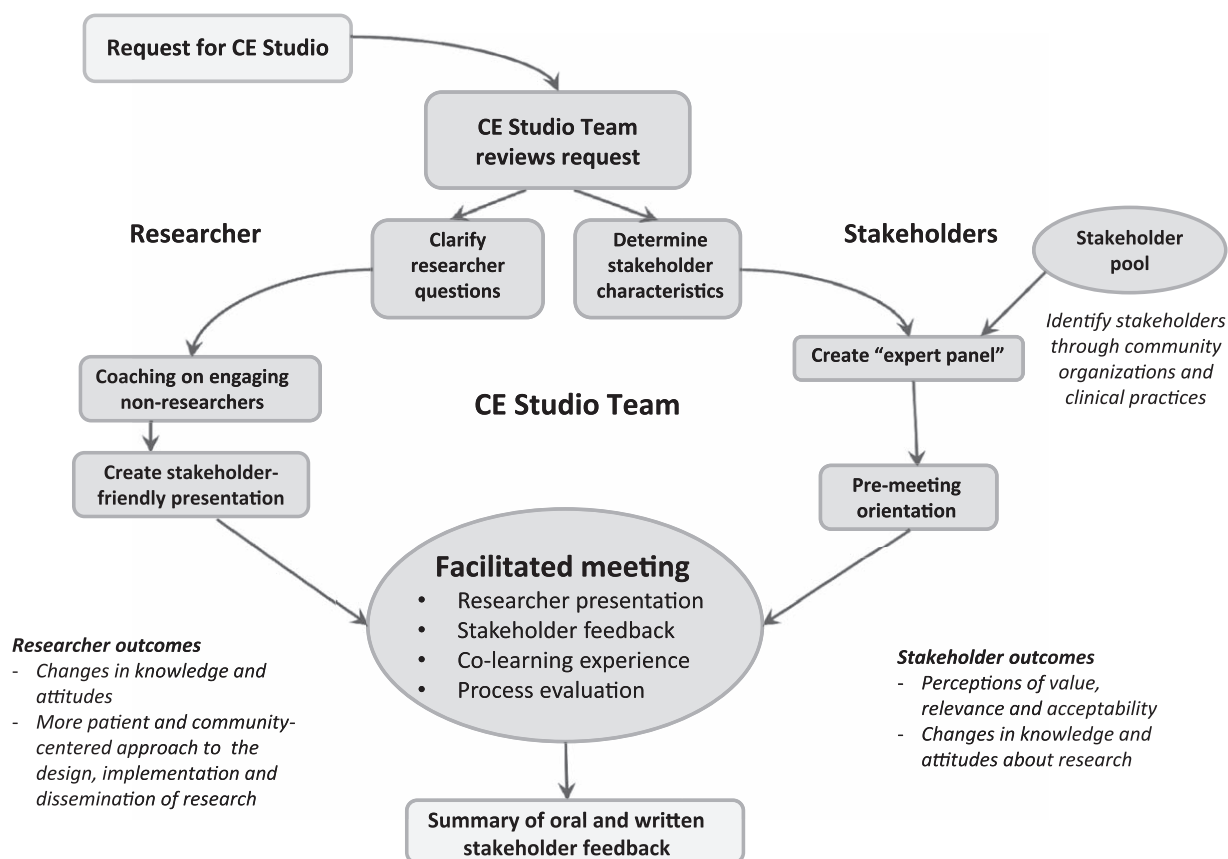 Request for CE Studio
CE Studio Team
reviews request
Researcher
Clarify
researcher
questions
Determine
stakeholder
characteristics
Stakeholders
Stakeholder
pool
Identify stakeholders
through community
organizations and
clinical practices
Create “expert panel”
Coaching on engaging
non-researchers
CE Studio Team
Create stakeholder-
friendly presentation
Pre-meeting
orientation
Facilitated meeting
• Researcher presentation
• Stakeholder feedback
• Co-learning experience
• Process evaluation
Researcher outcomes
- Changes in knowledge and
attitudes
- More patient and community-
centered approach to the
design, implementation and
dissemination of research
Stakeholder outcomes
- Perceptions of value,
relevance and acceptability
- Changes in knowledge and
attitudes about research
Summary of oral and written
stakeholder feedback